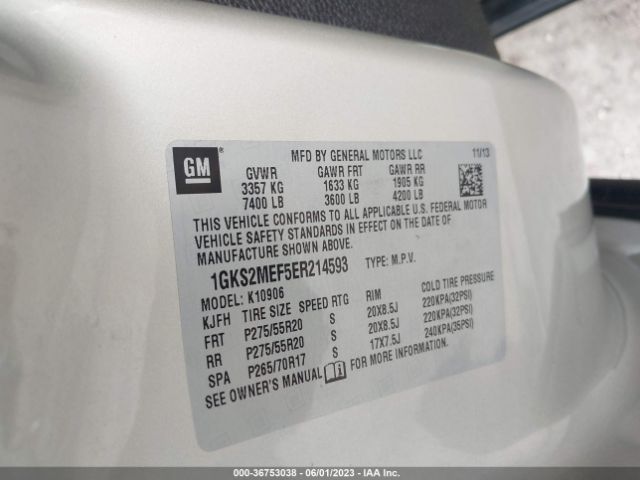 GM
MFD BY GENERAL MOTORS LLC 11/13
GVWR GAWR FRT GAWR RR
3357 KG 1633 KG 1905 KG
7400 LB 3600 LB 4200 LB
THIS VEHICLE CONFORMS TO ALL APPLICABLE U.S. FEDERAL MOTOR
VEHICLE SAFETY STANDARDS IN EFFECT ON THE DATE OF
MANUFACTURE SHOWN ABOVE.
1GKS2MEF5ER214593 TYPE: M.P.V.
MODEL: K10906
KJFH TIRE SIZE SPEED RTG RIM COLD TIRE PRESSURE
FRT P275/55R20 S 20X8.5J 220KPA(32PSI)
RR P275/55R20 S 20X8.5J 220KPA(32PSI)
SPA P265/70R17 S 17X7.5J 240KPA(35PSI)
SEE OWNER'S MANUAL FOR MORE INFORMATION.
000-36753038 - 06/01/2023 - IAA Inc.